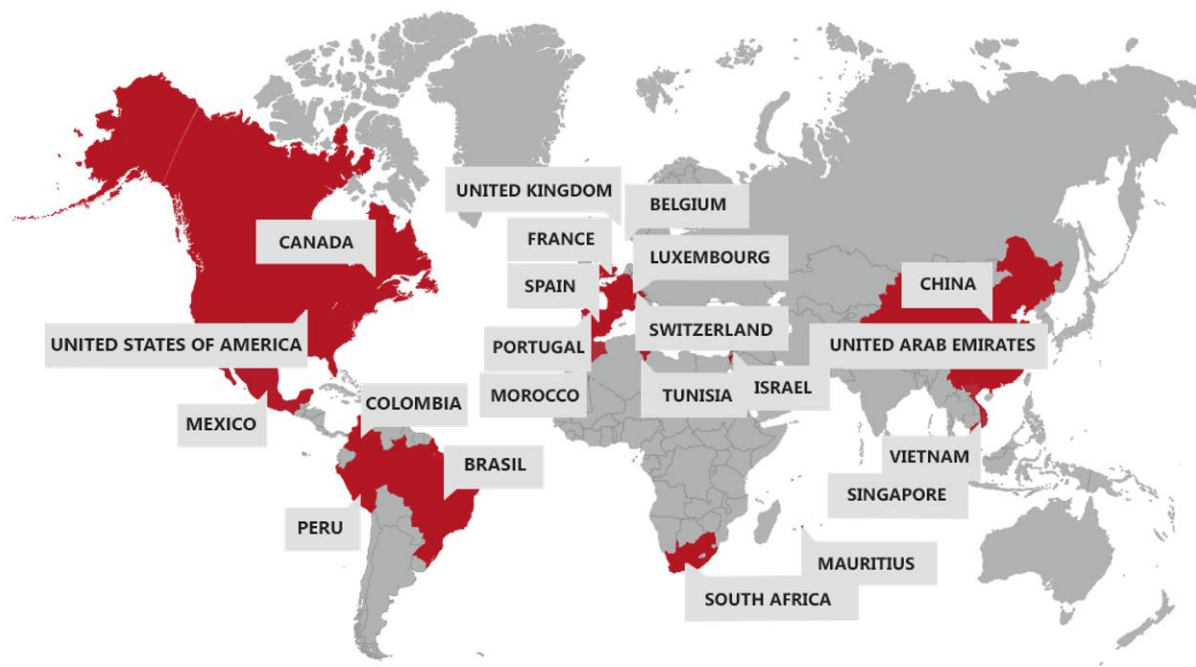 UNITED KINGDOM
BELGIUM
CANADA
FRANCE
LUXEMBOURG
SPAIN
CHINA
SWITZERLAND
UNITED STATES OF AMERICA
PORTUGAL
UNITED ARAB EMIRATES
MOROCCO
TUNISIA
ISRAEL
COLOMBIA
MEXICO
BRASIL
VIETNAM
SINGAPORE
PERU
MAURITIUS
SOUTH AFRICA